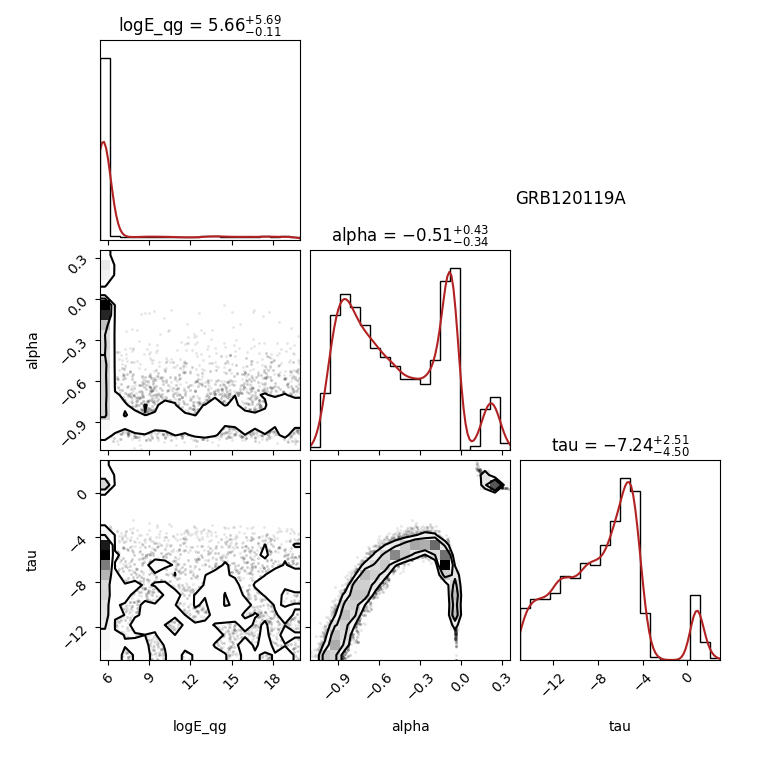 logE_qg = 5.66^{+5.69}_{−0.11}
GRB120119A
alpha = −0.51^{+0.43}_{−0.34}
0.3
0.0
−0.3
−0.6
−0.9
alpha
tau = −7.24^{+2.51}_{−4.50}
0
−4
−8
−12
tau
6 9 12 15 18
−0.9 −0.6 −0.3 0.0 0.3
−12 −8 −4 0
logE_qg alpha tau